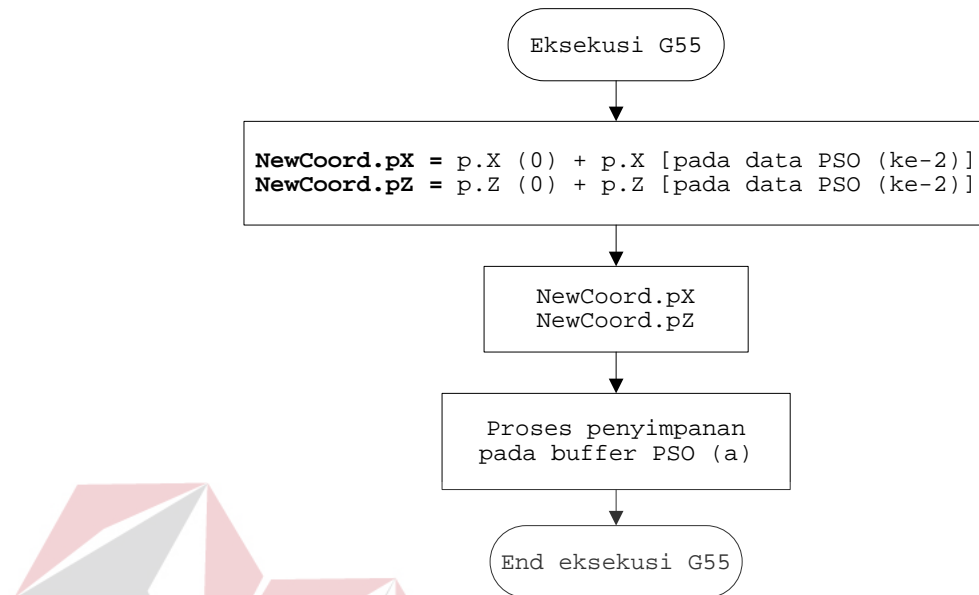 Eksekusi G55
NewCoord.pX = p.X (0) + p.X [pada data PSO (ke-2)]
NewCoord.pZ = p.Z (0) + p.Z [pada data PSO (ke-2)]
NewCoord.pX
NewCoord.pZ
Proses penyimpanan
pada buffer PSO (a)
End eksekusi G55